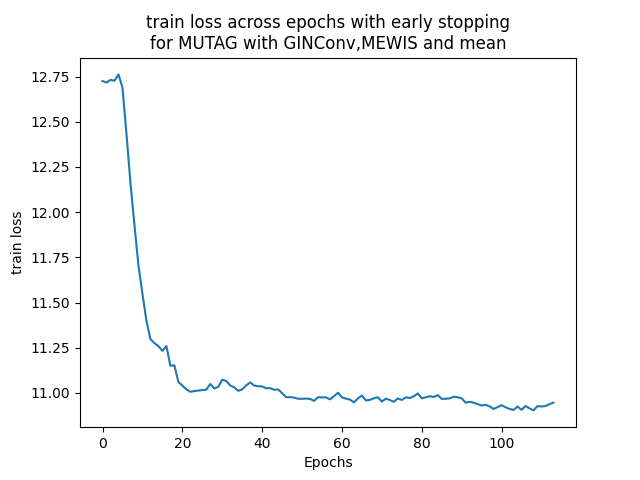 train loss across epochs with early stopping
for MUTAG with GINConv,MEWIS and mean
12.75
12.50
12.25
12.00
11.75
11.50
11.25
11.00
train loss
0 20 40 60 80 100
Epochs